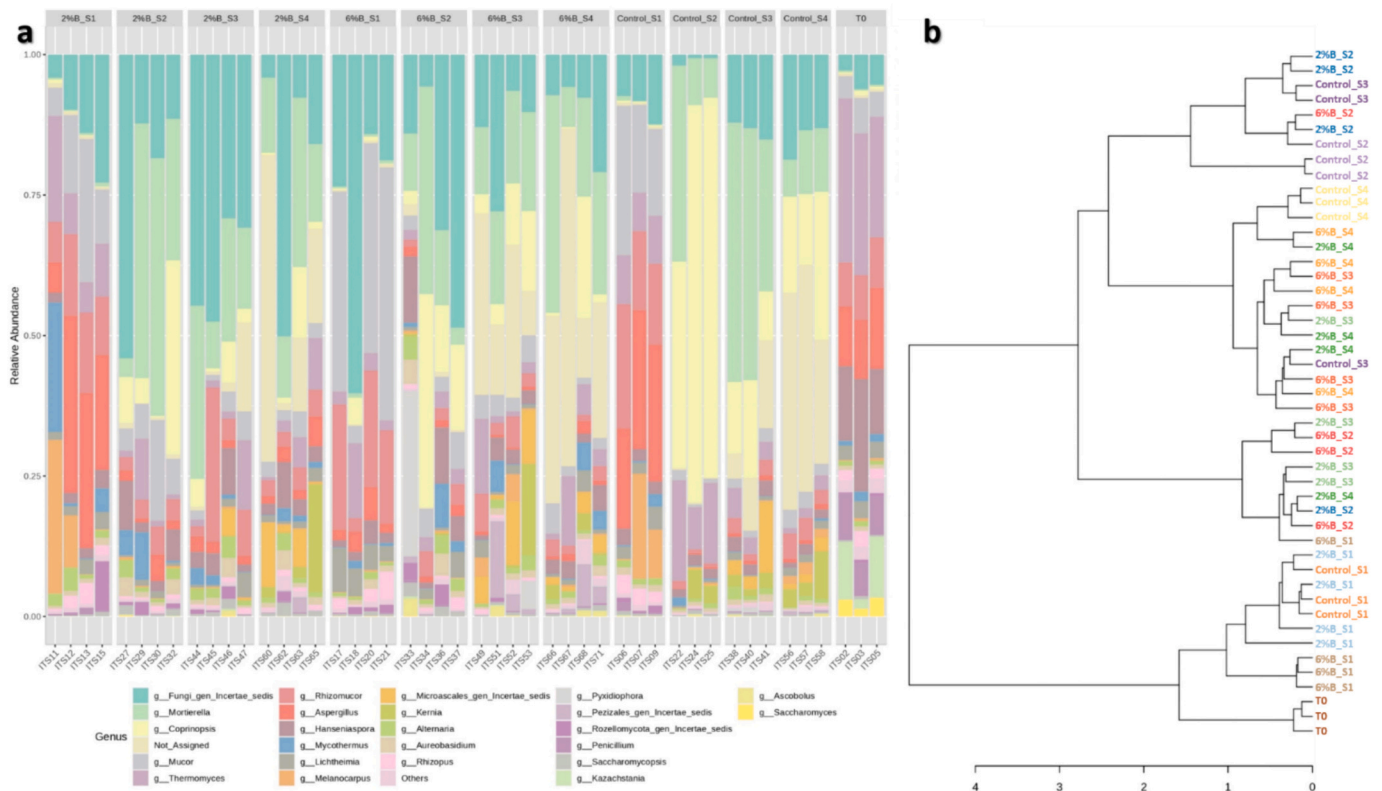 a
2%B_S1 2%B_S2 2%B_S3 2%B_S4 6%B_S1 6%B_S2 6%B_S3 6%B_S4 Control_S1 Control_S2 Control_S3 Control_S4 T0
1.00
0.75
0.50
0.25
0.00
Relative Abundance
ITS11 ITS12 ITS13 ITS15 ITS27 ITS29 ITS30 ITS32 ITS44 ITS45 ITS46 ITS47 ITS60 ITS62 ITS63 ITS65 ITS17 ITS18 ITS20 ITS21 ITS33 ITS34 ITS36 ITS37 ITS49 ITS51 ITS52 ITS53 ITS66 ITS67 ITS68 ITS71 ITS06 ITS07 ITS09 ITS22 ITS24 ITS25 ITS38 ITS40 ITS41 ITS56 ITS57 ITS58 ITS02 ITS03 ITS05
Genus
g__Fungi_gen_Incertae_sedis
g__Mortierella
g__Coprinopsis
Not_Assigned
g__Mucor
g__Thermomyces
g__Rhizomucor
g__Aspergillus
g__Hanseniaspora
g__Mycothermus
g__Lichtheimia
g__Melanocarpus
g__Microascales_gen_Incertae_sedis
g__Kernia
g__Alternaria
g__Aureobasidium
g__Rhizopus
Others
g__Pyxidiophora
g__Pezizales_gen_Incertae_sedis
g__Rozellomycota_gen_Incertae_sedis
g__Penicillium
g__Saccharomycopsis
g__Kazachstania
g__Ascobolus
g__Saccharomyces
b
2%B_S2
2%B_S2
Control_S3
Control_S3
6%B_S2
2%B_S2
Control_S2
Control_S2
Control_S2
Control_S4
Control_S4
Control_S4
6%B_S4
2%B_S4
6%B_S4
6%B_S3
6%B_S4
6%B_S3
2%B_S3
2%B_S4
2%B_S4
Control_S3
6%B_S3
6%B_S4
6%B_S3
2%B_S3
6%B_S2
6%B_S2
2%B_S3
2%B_S3
2%B_S4
2%B_S2
6%B_S2
6%B_S1
2%B_S1
Control_S1
2%B_S1
Control_S1
Control_S1
2%B_S1
2%B_S1
6%B_S1
6%B_S1
6%B_S1
T0
T0
T0
4 3 2 1 0